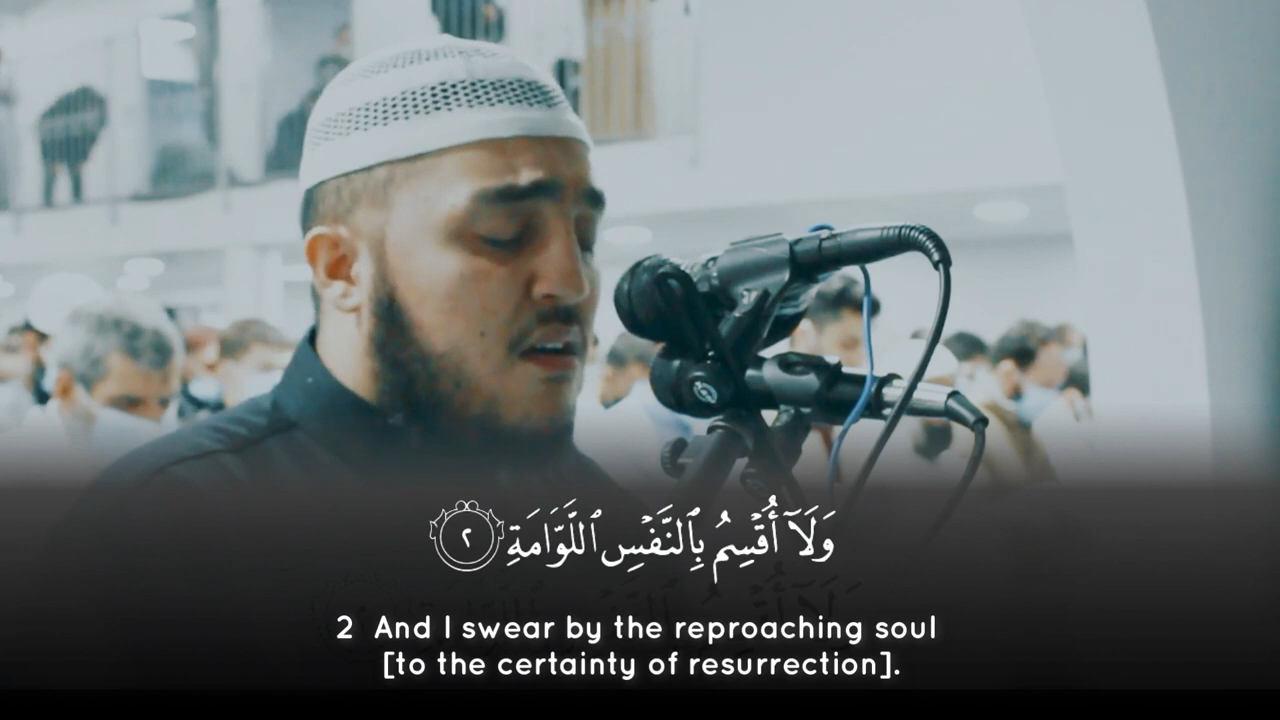 وَلَآ أُقْسِمُ بِٱلنَّفْسِ ٱللَّوَّامَةِ ٢
2 And I swear by the reproaching soul
[to the certainty of resurrection].